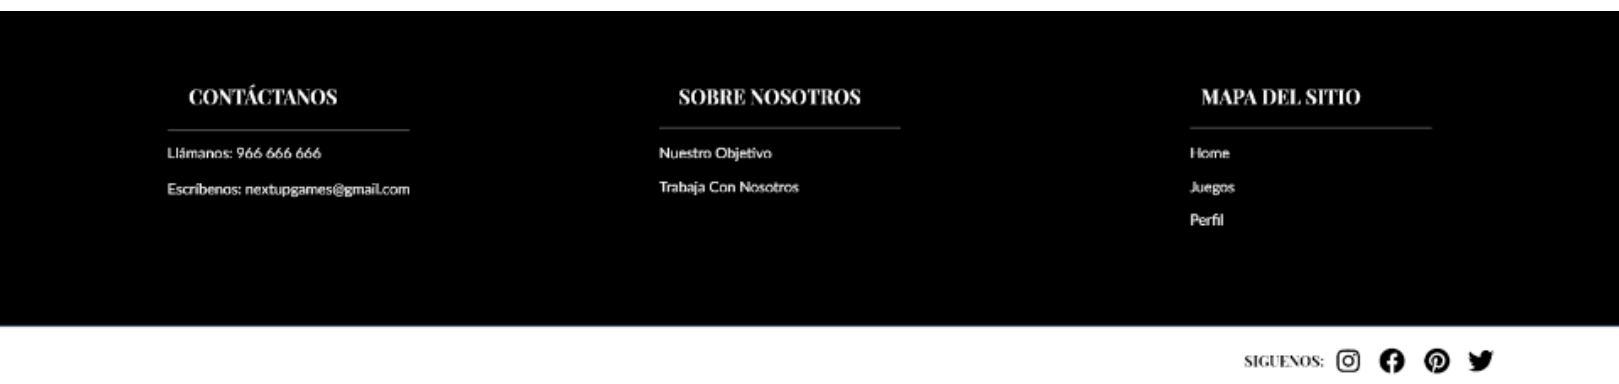 CONTÁCTANOS
Llámanos: 966 666 666
Escríbenos: nextupgames@gmail.com
SOBRE NOSOTROS
Nuestro Objetivo
Trabaja Con Nosotros
MAPA DEL SITIO
Home
Juegos
Perfil
SIGUENOS: